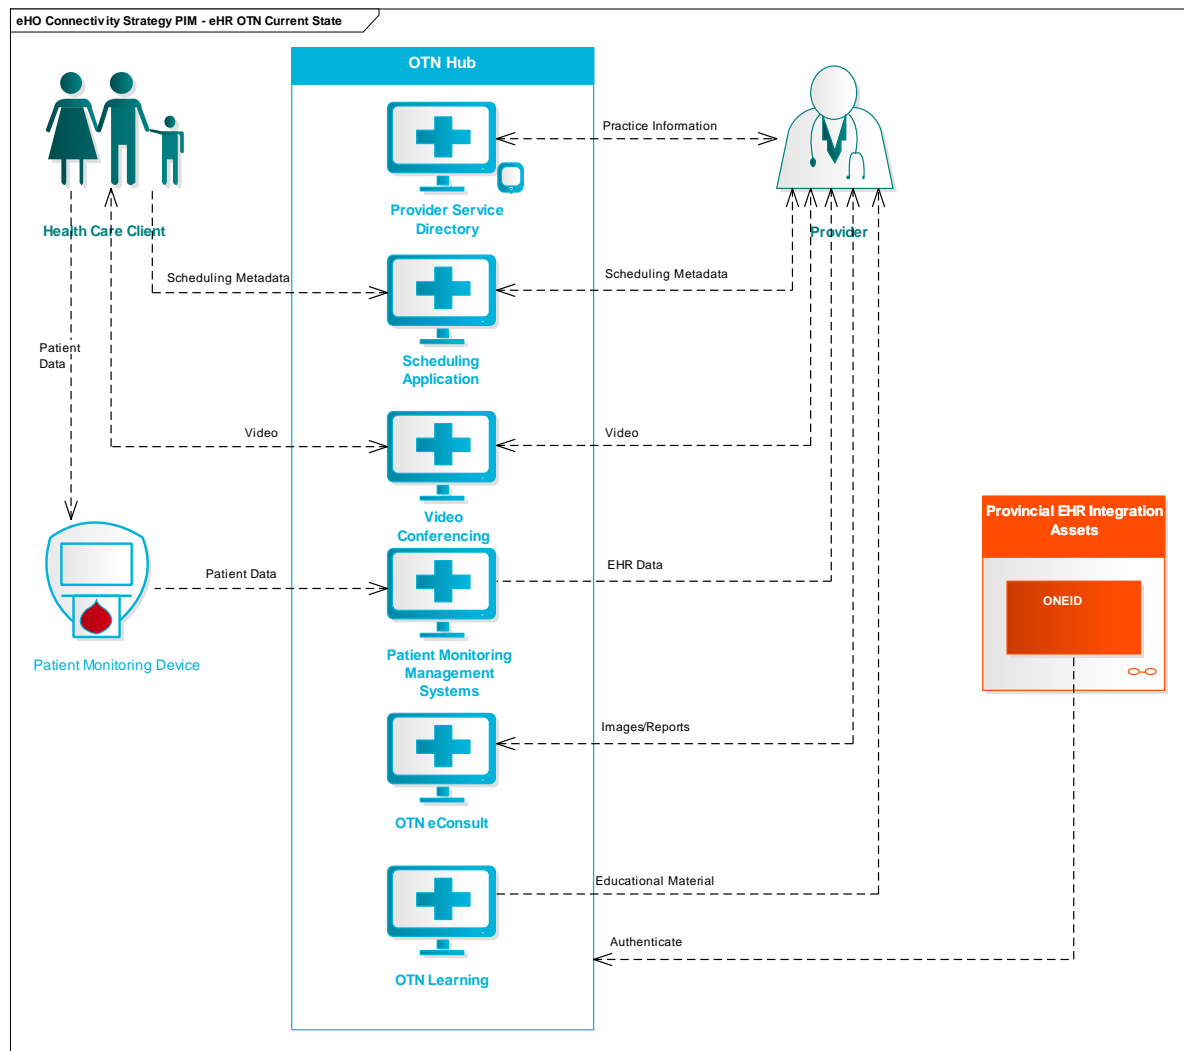 eHO Connectivity Strategy PIM - eHR OTN Current State
OTN Hub
Practice Information
Provider Service
Directory
Health Care Client
Provider
Scheduling Metadata
Scheduling Metadata
Patient
Data
Scheduling
Application
Video
Video
Video
Conferencing
Provincial EHR Integration
Assets
ONEID
Patient Data
EHR Data
Patient Monitoring Device
Patient Monitoring
Management
Systems
Images/Reports
OTN eConsult
Educational Material
Authenticate
OTN Learning